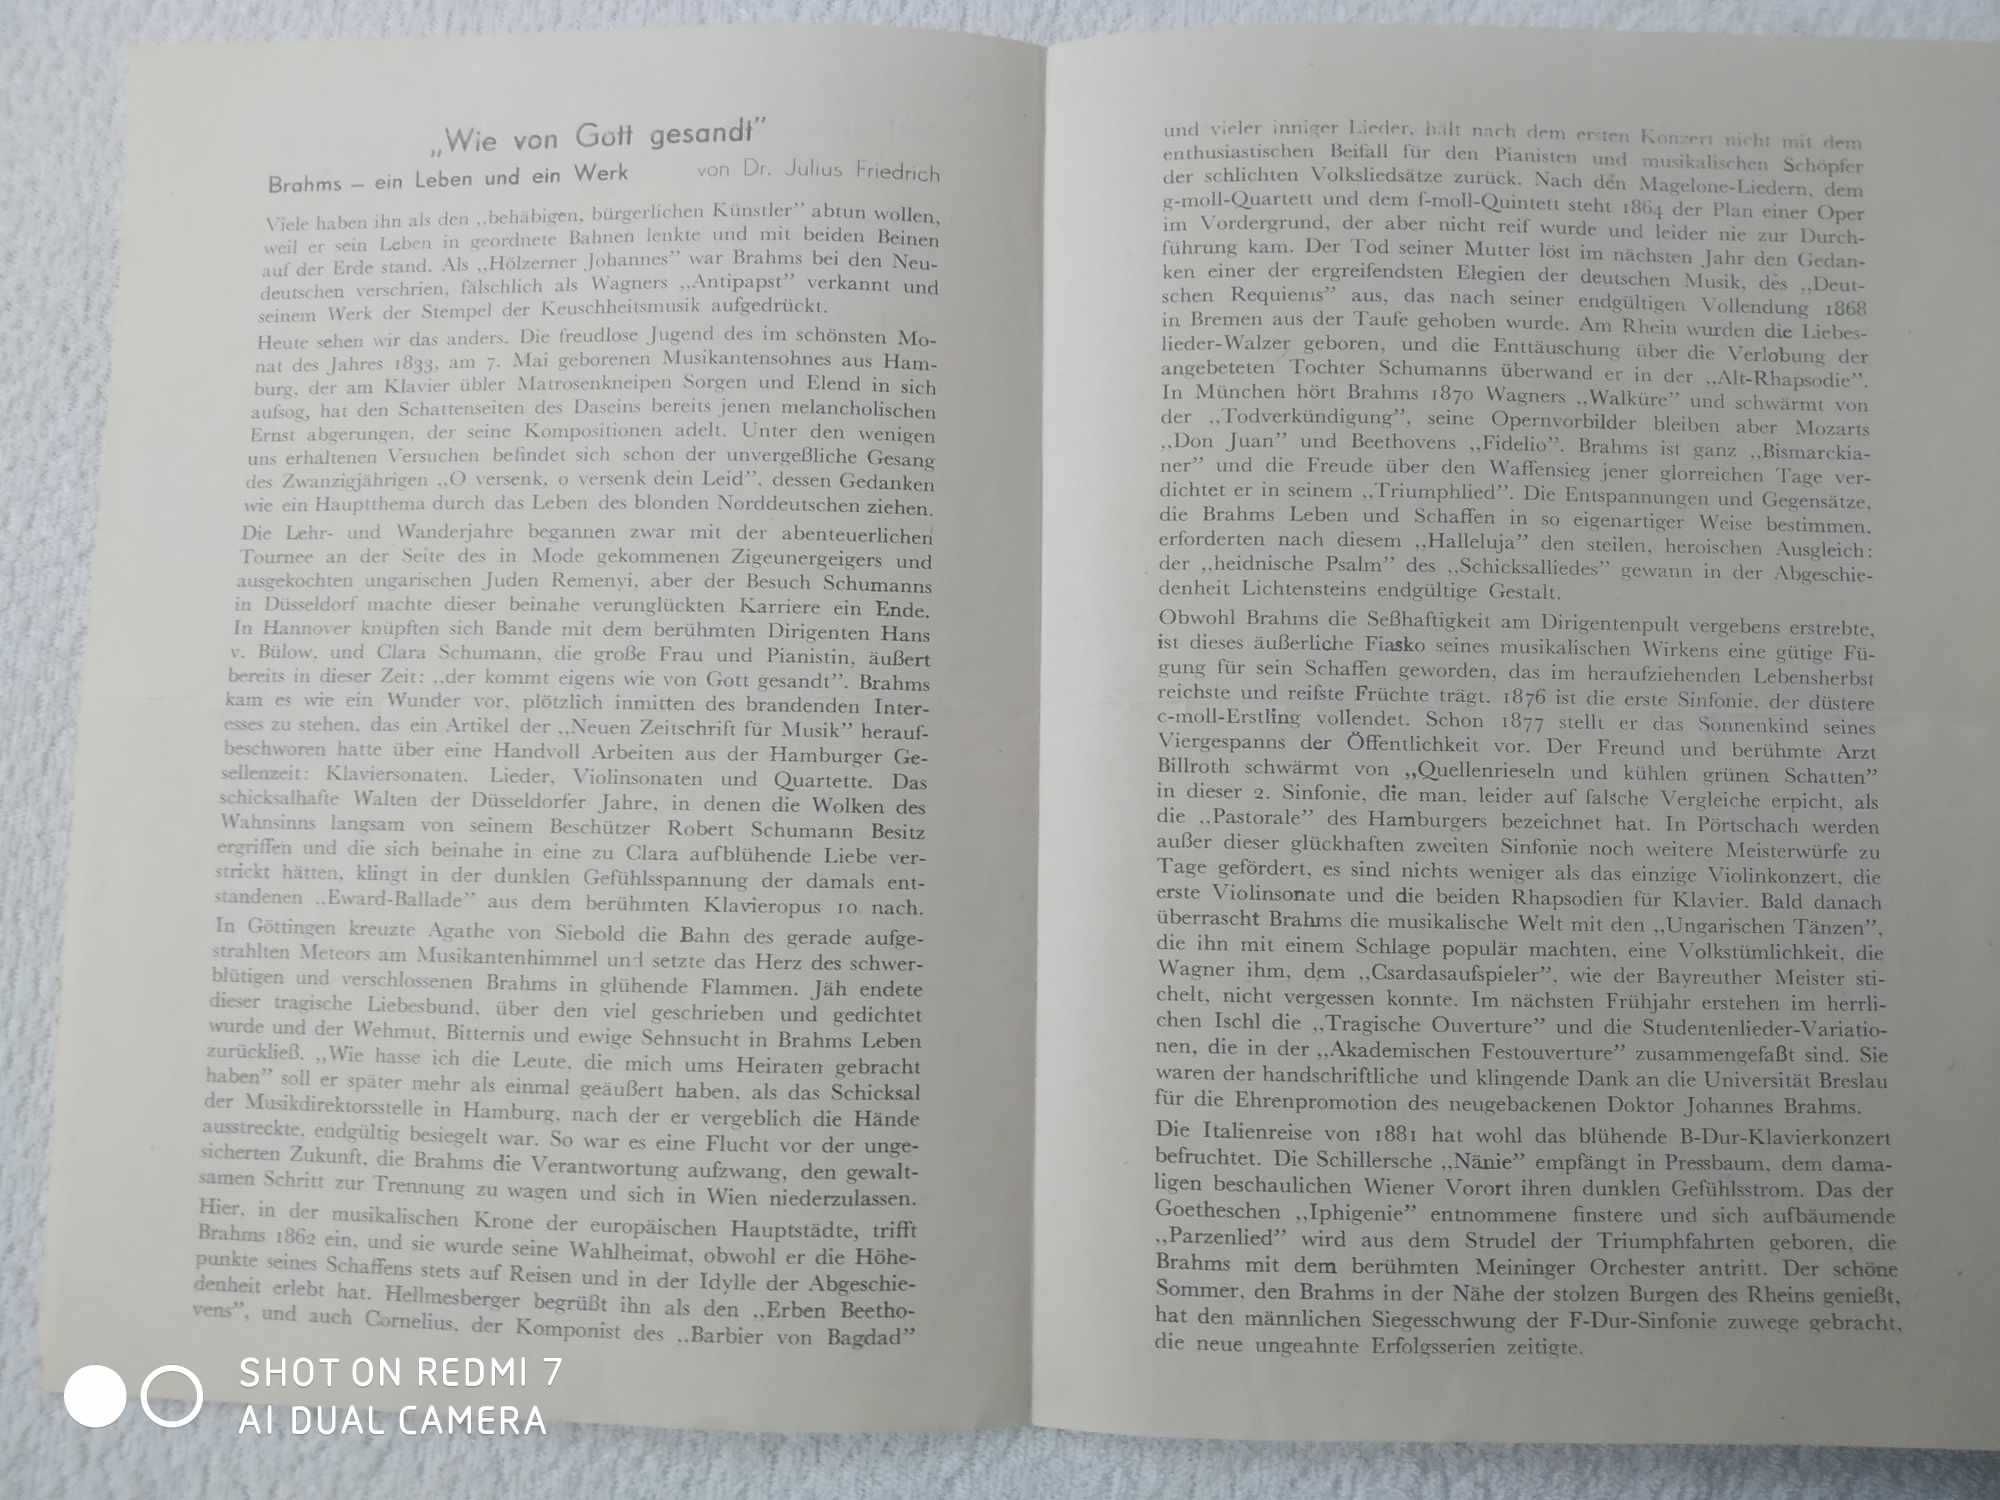 „Wie von Gott gesandt”
Brahms – ein Leben und ein Werk von Dr. Julius Friedrich
Viele haben ihn als den „behäbigen, bürgerlichen Künstler” abtun wollen,
weil er sein Leben in geordnete Bahnen lenkte und mit beiden Beinen
auf der Erde stand. Als „Hölzerner Johannes” war Brahms bei den Neu-
deutschen verschrien, fälschlich als Wagners „Antipapst” verkannt und
seinem Werk der Stempel der Keuschheitsmusik aufgedrückt.
Heute sehen wir das anders. Die freudlose Jugend des im schönsten Mo-
nat des Jahres 1833, am 7. Mai geborenen Musikantensohnes aus Ham-
burg, der am Klavier übler Matrosenkneipen Sorgen und Elend in sich
aufsog, hat den Schattenseiten des Daseins bereits jenen melancholischen
Ernst abgerungen, der seine Kompositionen adelt. Unter den wenigen
uns erhaltenen Versuchen befindet sich schon der unvergeßliche Gesang
des Zwanzigjährigen „O versenk, o versenk dein Leid”, dessen Gedanken
wie ein Hauptthema durch das Leben des blonden Norddeutschen ziehen.
Die Lehr- und Wanderjahre begannen zwar mit der abenteuerlichen
Tournee an der Seite des in Mode gekommenen Zigeunergeigers und
ausgekochten ungarischen Juden Remenyi, aber der Besuch Schumanns
in Düsseldorf machte dieser beinahe verunglückten Karriere ein Ende.
In Hannover knüpften sich Bande mit dem berühmten Dirigenten Hans
v. Bülow, und Clara Schumann, die große Frau und Pianistin, äußert
bereits in dieser Zeit: „der kommt eigens wie von Gott gesandt”. Brahms
kam es wie ein Wunder vor, plötzlich inmitten des brandenden Inter-
esses zu stehen, das ein Artikel der „Neuen Zeitschrift für Musik” herauf-
beschworen hatte über eine Handvoll Arbeiten aus der Hamburger Ge-
sellenzeit: Klaviersonaten, Lieder, Violinsonaten und Quartette. Das
schicksalhafte Walten der Düsseldorfer Jahre, in denen die Wolken des
Wahnsinns langsam von seinem Beschützer Robert Schumann Besitz
ergriffen und die sich beinahe in eine zu Clara aufblühende Liebe ver-
strickt hätten, klingt in der dunklen Gefühlsspannung der damals ent-
standenen „Eward-Ballade” aus dem berühmten Klavieropus 10 nach.
In Göttingen kreuzte Agathe von Siebold die Bahn des gerade aufge-
strahlten Meteors am Musikantenhimmel und setzte das Herz des schwer-
blütigen und verschlossenen Brahms in glühende Flammen. Jäh endete
dieser tragische Liebesbund, über den viel geschrieben und gedichtet
wurde und der Wehmut, Bitternis und ewige Sehnsucht in Brahms Leben
zurückließ. „Wie hasse ich die Leute, die mich ums Heiraten gebracht
haben” soll er später mehr als einmal geäußert haben, als das Schicksal
der Musikdirektorsstelle in Hamburg, nach der er vergeblich die Hände
ausstreckte, endgültig besiegelt war. So war es eine Flucht vor der unge-
sicherten Zukunft, die Brahms die Verantwortung aufzwang, den gewalt-
samen Schritt zur Trennung zu wagen und sich in Wien niederzulassen.
Hier, in der musikalischen Krone der europäischen Hauptstädte, trifft
Brahms 1862 ein, und sie wurde seine Wahlheimat, obwohl er die Höhe-
punkte seines Schaffens stets auf Reisen und in der Idylle der Abgeschie-
denheit erlebt hat. Hellmesberger begrüßt ihn als den „Erben Beetho-
vens”, und auch Cornelius, der Komponist des „Barbier von Bagdad”
und vieler inniger Lieder, hält nach dem ersten Konzert nicht mit dem
enthusiastischen Beifall für den Pianisten und musikalischen Schöpfer
der schlichten Volksliedsätze zurück. Nach den Magelone-Liedern, dem
g-moll-Quartett und dem f-moll-Quintett steht 1864 der Plan einer Oper
im Vordergrund, der aber nicht reif wurde und leider nie zur Durch-
führung kam. Der Tod seiner Mutter löst im nächsten Jahr den Gedan-
ken einer der ergreifendsten Elegien der deutschen Musik, des „Deut-
schen Requiems” aus, das nach seiner endgültigen Vollendung 1868
in Bremen aus der Taufe gehoben wurde. Am Rhein wurden die Liebes-
lieder-Walzer geboren, und die Enttäuschung über die Verlobung der
angebeteten Tochter Schumanns überwand er in der „Alt-Rhapsodie”.
In München hört Brahms 1870 Wagners „Walküre” und schwärmt von
der „Todverkündigung”, seine Opernvorbilder bleiben aber Mozarts
„Don Juan” und Beethovens „Fidelio”. Brahms ist ganz „Bismarckia-
ner” und die Freude über den Waffensieg jener glorreichen Tage ver-
dichtet er in seinem „Triumphlied”. Die Entspannungen und Gegensätze,
die Brahms Leben und Schaffen in so eigenartiger Weise bestimmen,
erforderten nach diesem „Halleluja” den steilen, heroischen Ausgleich:
der „heidnische Psalm” des „Schicksalliedes” gewann in der Abgeschie-
denheit Lichtensteins endgültige Gestalt.
Obwohl Brahms die Seßhaftigkeit am Dirigentenpult vergebens erstrebte,
ist dieses äußerliche Fiasko seines musikalischen Wirkens eine gütige Fü-
gung für sein Schaffen geworden, das im heraufziehenden Lebensherbst
reichste und reifste Früchte trägt. 1876 ist die erste Sinfonie, der düstere
c-moll-Erstling vollendet. Schon 1877 stellt er das Sonnenkind seines
Viergespanns der Öffentlichkeit vor. Der Freund und berühmte Arzt
Billroth schwärmt von „Quellenrieseln und kühlen grünen Schatten”
in dieser 2. Sinfonie, die man, leider auf falsche Vergleiche erpicht, als
die „Pastorale” des Hamburgers bezeichnet hat. In Pörtschach werden
außer dieser glückhaften zweiten Sinfonie noch weitere Meisterwürfe zu
Tage gefördert, es sind nichts weniger als das einzige Violinkonzert, die
erste Violinsonate und die beiden Rhapsodien für Klavier. Bald danach
überrascht Brahms die musikalische Welt mit den „Ungarischen Tänzen”,
die ihn mit einem Schlage populär machten, eine Volkstümlichkeit, die
Wagner ihm, dem „Csardasaufspieler”, wie der Bayreuther Meister sti-
chelt, nicht vergessen konnte. Im nächsten Frühjahr erstehen im herrli-
chen Ischl die „Tragische Ouverture” und die Studentenlieder-Variatio-
nen, die in der „Akademischen Festouverture” zusammengefaßt sind. Sie
waren der handschriftliche und klingende Dank an die Universität Breslau
für die Ehrenpromotion des neugebackenen Doktor Johannes Brahms.
Die Italienreise von 1881 hat wohl das blühende B-Dur-Klavierkonzert
befruchtet. Die Schillersche „Nänie” empfängt in Pressbaum, dem dama-
ligen beschaulichen Wiener Vorort ihren dunklen Gefühlsstrom. Das der
Goetheschen „Iphigenie” entnommene finstere und sich aufbäumende
„Parzenlied” wird aus dem Strudel der Triumphfahrten geboren, die
Brahms mit dem berühmten Meininger Orchester antritt. Der schöne
Sommer, den Brahms in der Nähe der stolzen Burgen des Rheins genießt,
hat den männlichen Siegesschwung der F-Dur-Sinfonie zuwege gebracht,
die neue ungeahnte Erfolgsserien zeitigte.
SHOT ON REDMI 7
AI DUAL CAMERA